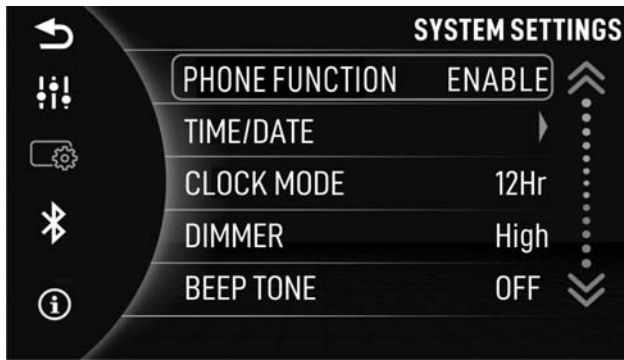 SYSTEM SETTINGS
PHONE FUNCTION ENABLE
TIME/DATE
CLOCK MODE 12Hr
DIMMER High
BEEP TONE OFF